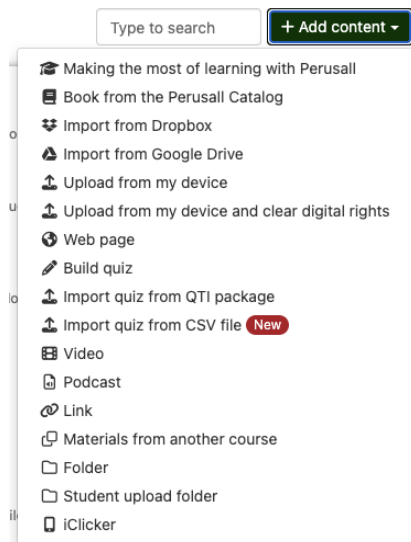 Type to search
+ Add content
Making the most of learning with Perusall
Book from the Perusall Catalog
Import from Dropbox
Import from Google Drive
Upload from my device
Upload from my device and clear digital rights
Web page
Build quiz
Import quiz from QTI package
Import quiz from CSV file New
Video
Podcast
Link
Materials from another course
Folder
Student upload folder
iClicker